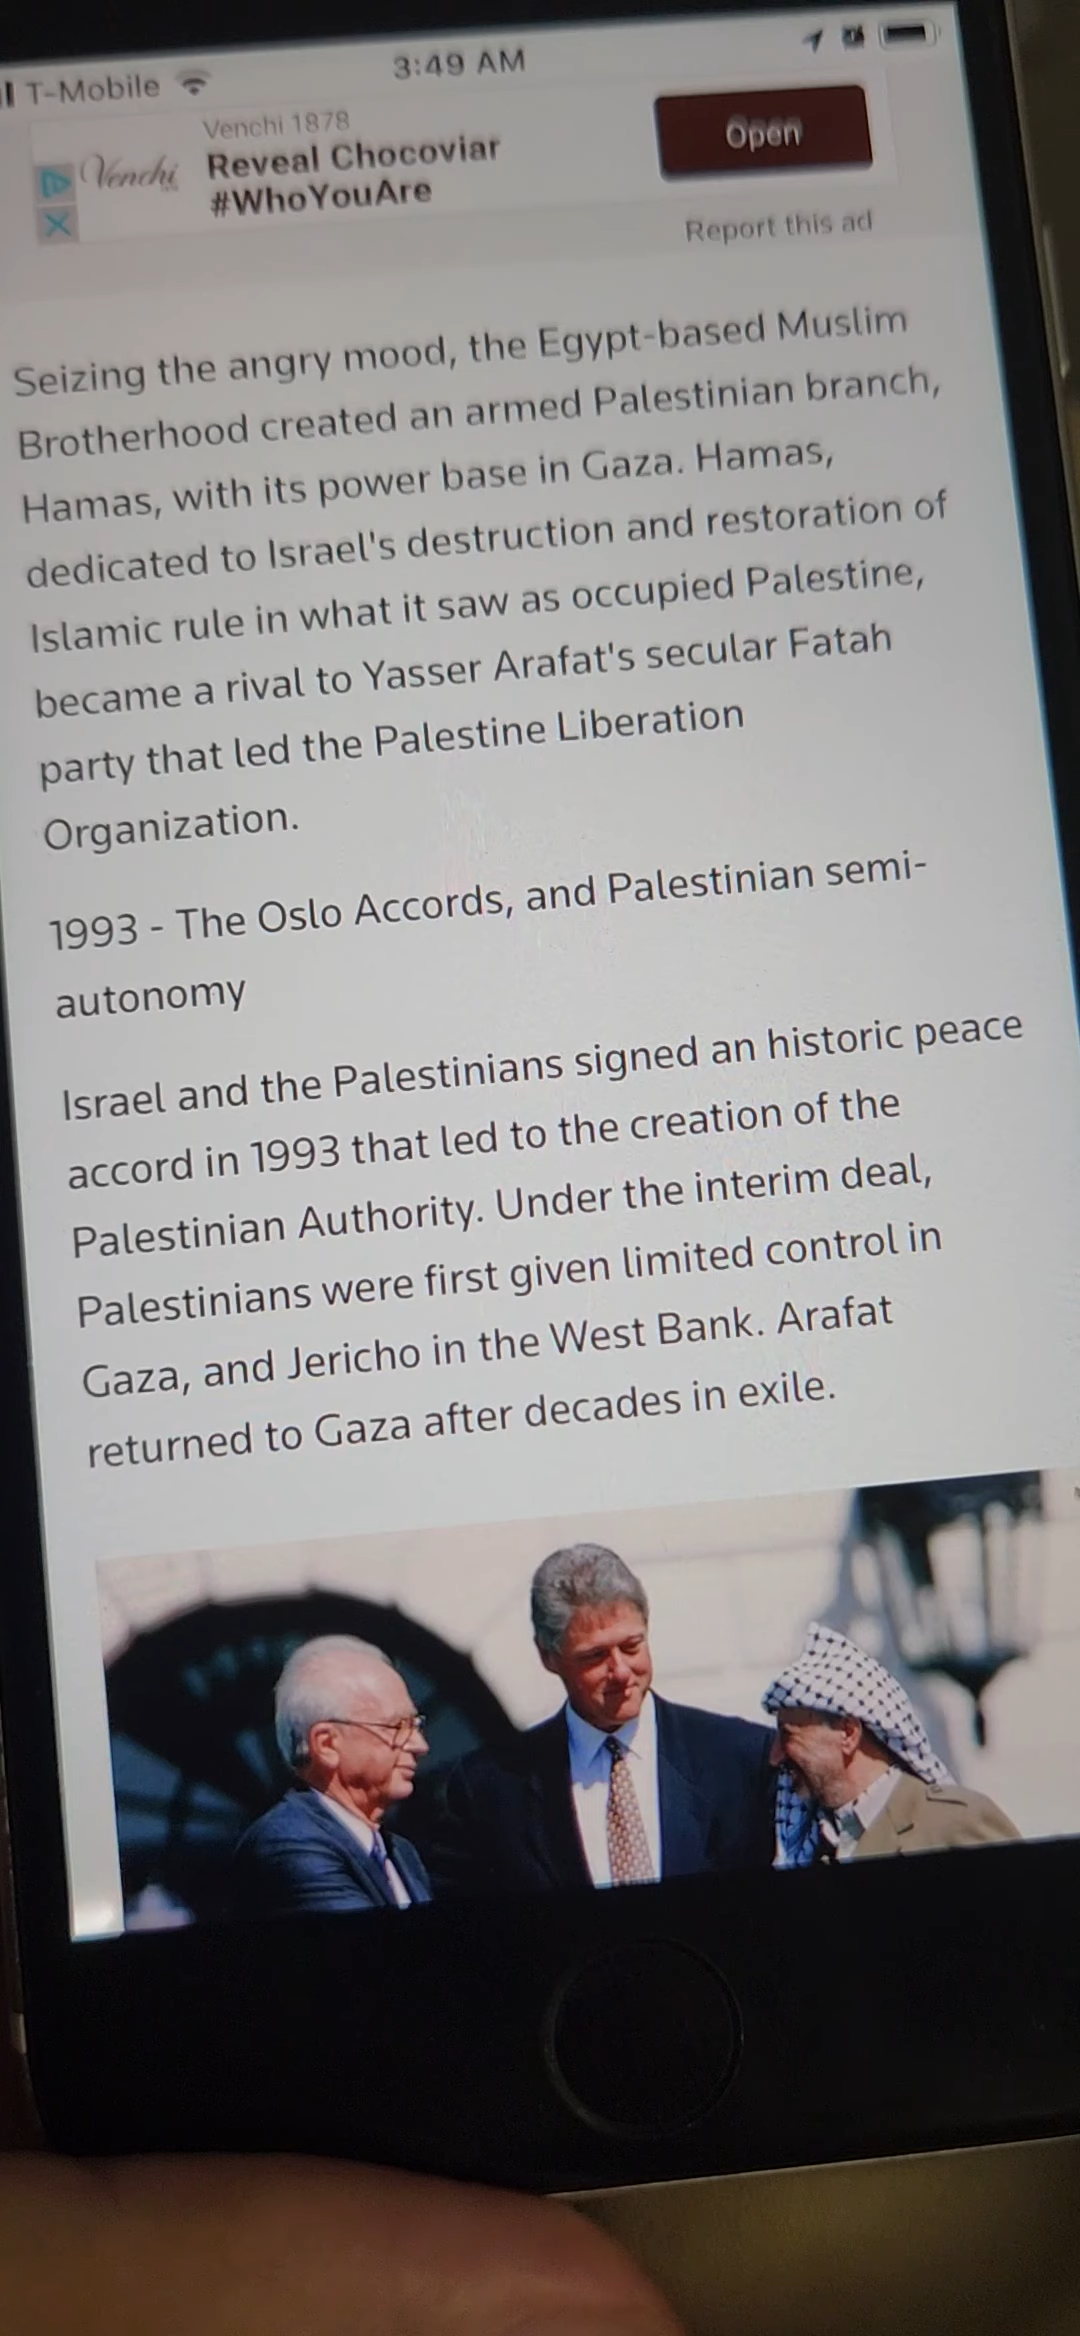 T-Mobile
3:49 AM
Venchi 1878
Venchi
Reveal Chocoviar
#WhoYouAre
Open
Report this ad
Seizing the angry mood, the Egypt-based Muslim
Brotherhood created an armed Palestinian branch,
Hamas, with its power base in Gaza. Hamas,
dedicated to Israel's destruction and restoration of
Islamic rule in what it saw as occupied Palestine,
became a rival to Yasser Arafat's secular Fatah
party that led the Palestine Liberation
Organization.
1993 - The Oslo Accords, and Palestinian semi-
autonomy
Israel and the Palestinians signed an historic peace
accord in 1993 that led to the creation of the
Palestinian Authority. Under the interim deal,
Palestinians were first given limited control in
Gaza, and Jericho in the West Bank. Arafat
returned to Gaza after decades in exile.